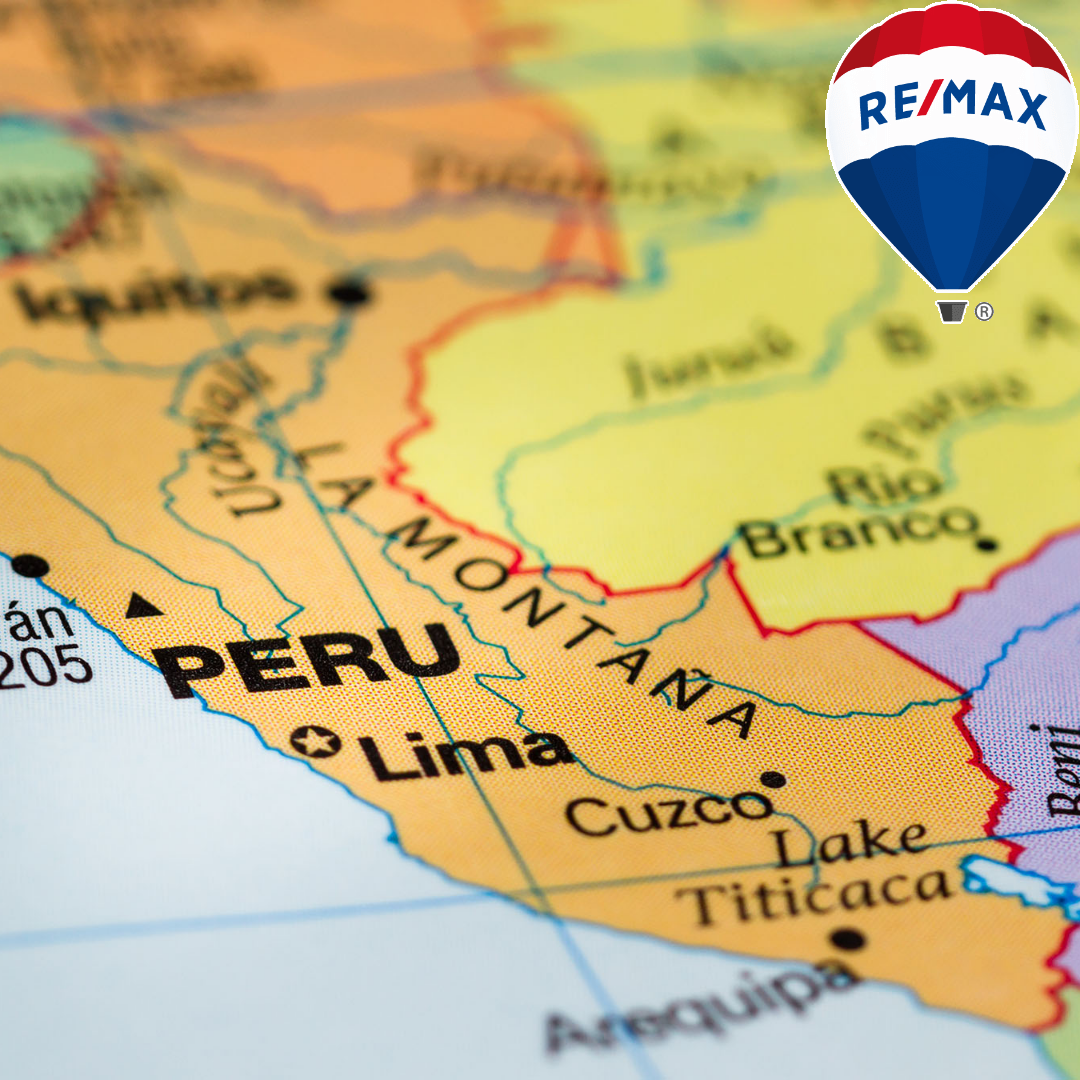 RE/MAX
®
Iquitos
Juruá
Purus
Ucayali
LA MONTAÑA
Rio
Branco
án
205
PERU
Lima
Cuzco
Beni
Lake
Titicaca
Arequipa